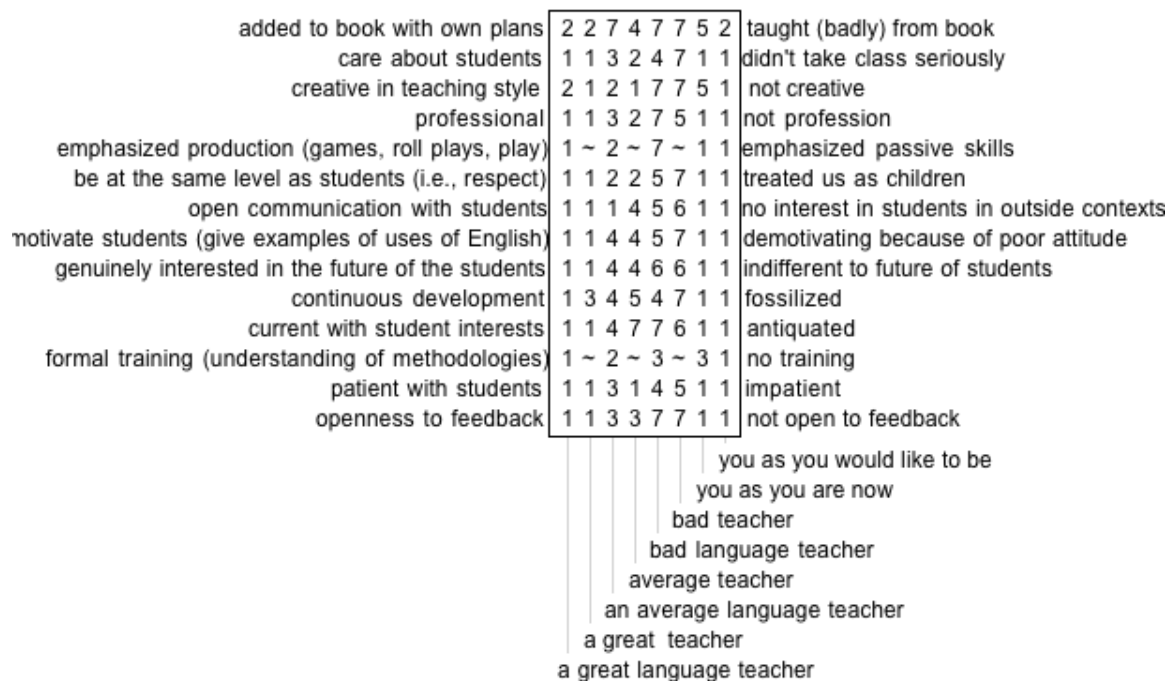 added to book with own plans 2 2 7 4 7 7 5 2 taught (badly) from book
care about students 1 1 3 2 4 7 1 1 didn't take class seriously
creative in teaching style 2 1 2 1 7 7 5 1 not creative
professional 1 1 3 2 7 5 1 1 not profession
emphasized production (games, roll plays, play) 1 ~ 2 ~ 7 ~ 1 1 emphasized passive skills
be at the same level as students (i.e., respect) 1 1 2 2 5 7 1 1 treated us as children
open communication with students 1 1 1 4 5 6 1 1 no interest in students in outside contexts
motivate students (give examples of uses of English) 1 1 4 4 5 7 1 1 demotivating because of poor attitude
genuinely interested in the future of the students 1 1 4 4 6 6 1 1 indifferent to future of students
continuous development 1 3 4 5 4 7 1 1 fossilized
current with student interests 1 1 4 7 7 6 1 1 antiquated
formal training (understanding of methodologies) 1 ~ 2 ~ 3 ~ 3 1 no training
patient with students 1 1 3 1 4 5 1 1 impatient
openness to feedback 1 1 3 3 7 7 1 1 not open to feedback
you as you would like to be
you as you are now
bad teacher
bad language teacher
average teacher
an average language teacher
a great teacher
a great language teacher